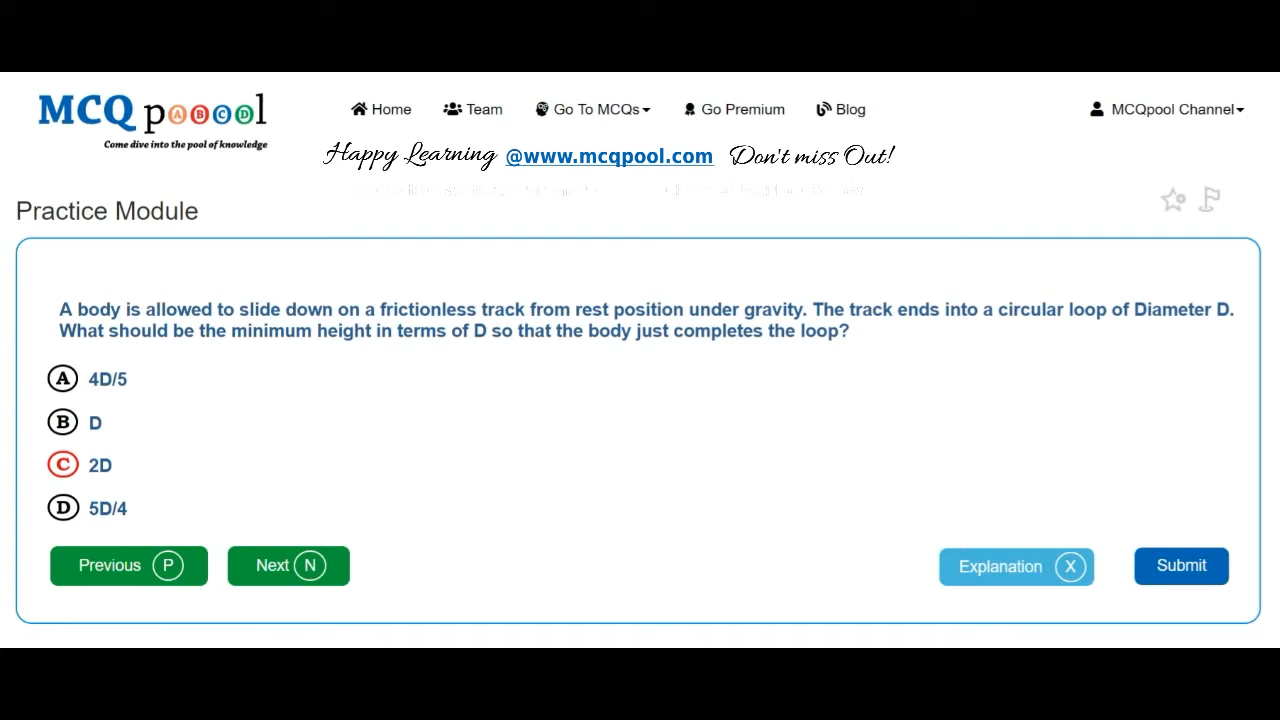 MCQ pABCDl
Come dive into the pool of knowledge
Home Team Go To MCQs Go Premium Blog MCQpool Channel
Happy Learning @www.mcqpool.com Don't miss Out!
Practice Module
A body is allowed to slide down on a frictionless track from rest position under gravity. The track ends into a circular loop of Diameter D.
What should be the minimum height in terms of D so that the body just completes the loop?
A 4D/5
B D
C 2D
D 5D/4
Previous P Next N Explanation X Submit